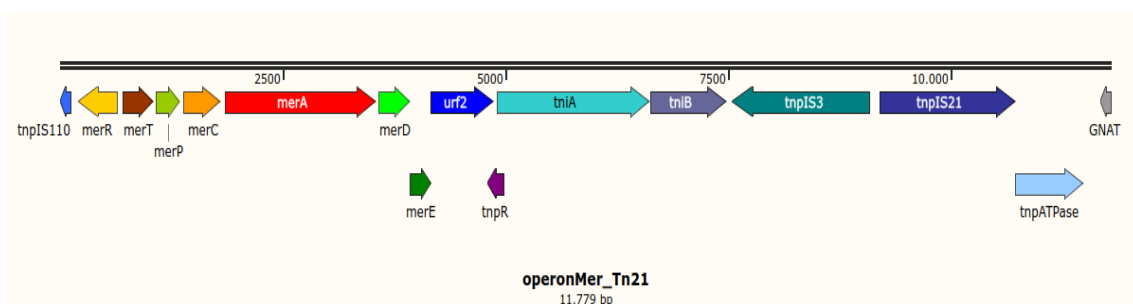 2500 5000 7500 10.000
merA urf2 tniA tniB tnpIS3 tnpIS21
tnpIS110 merR merT merC merD GNAT
merP
merE tnpR tnpATPase
operonMer_Tn21
11.779 bp